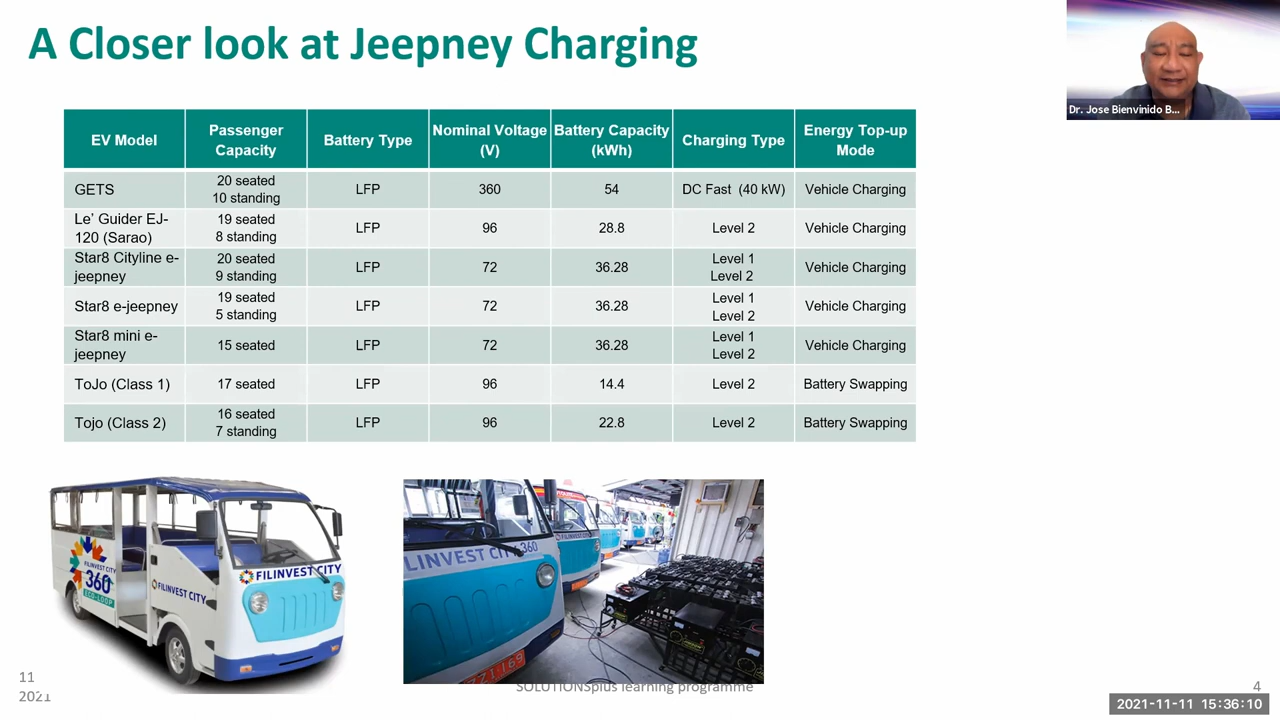 A Closer look at Jeepney Charging
Dr. Jose Bienvinido B...
EV Model
Passenger
Capacity
Battery Type
Nominal Voltage
(V)
Battery Capacity
(kWh)
Charging Type
Energy Top-up
Mode
GETS
20 seated
10 standing
LFP
360
54
DC Fast (40 kW)
Vehicle Charging
Le' Guider EJ-
120 (Sarao)
19 seated
8 standing
LFP
96
28.8
Level 2
Vehicle Charging
Star8 Cityline e-
jeepney
20 seated
9 standing
LFP
72
36.28
Level 1
Level 2
Vehicle Charging
Star8 e-jeepney
19 seated
5 standing
LFP
72
36.28
Level 1
Level 2
Vehicle Charging
Star8 mini e-
jeepney
15 seated
LFP
72
36.28
Level 1
Level 2
Vehicle Charging
ToJo (Class 1)
17 seated
LFP
96
14.4
Level 2
Battery Swapping
Tojo (Class 2)
16 seated
7 standing
LFP
96
22.8
Level 2
Battery Swapping
FILINVEST CITY
360
ECO-LOOP
FILINVEST CITY
FILINVEST CITY
LINVEST CITY 360
11
2021
SOLUTIONSplus learning programme
4
2021-11-11 15:36:10